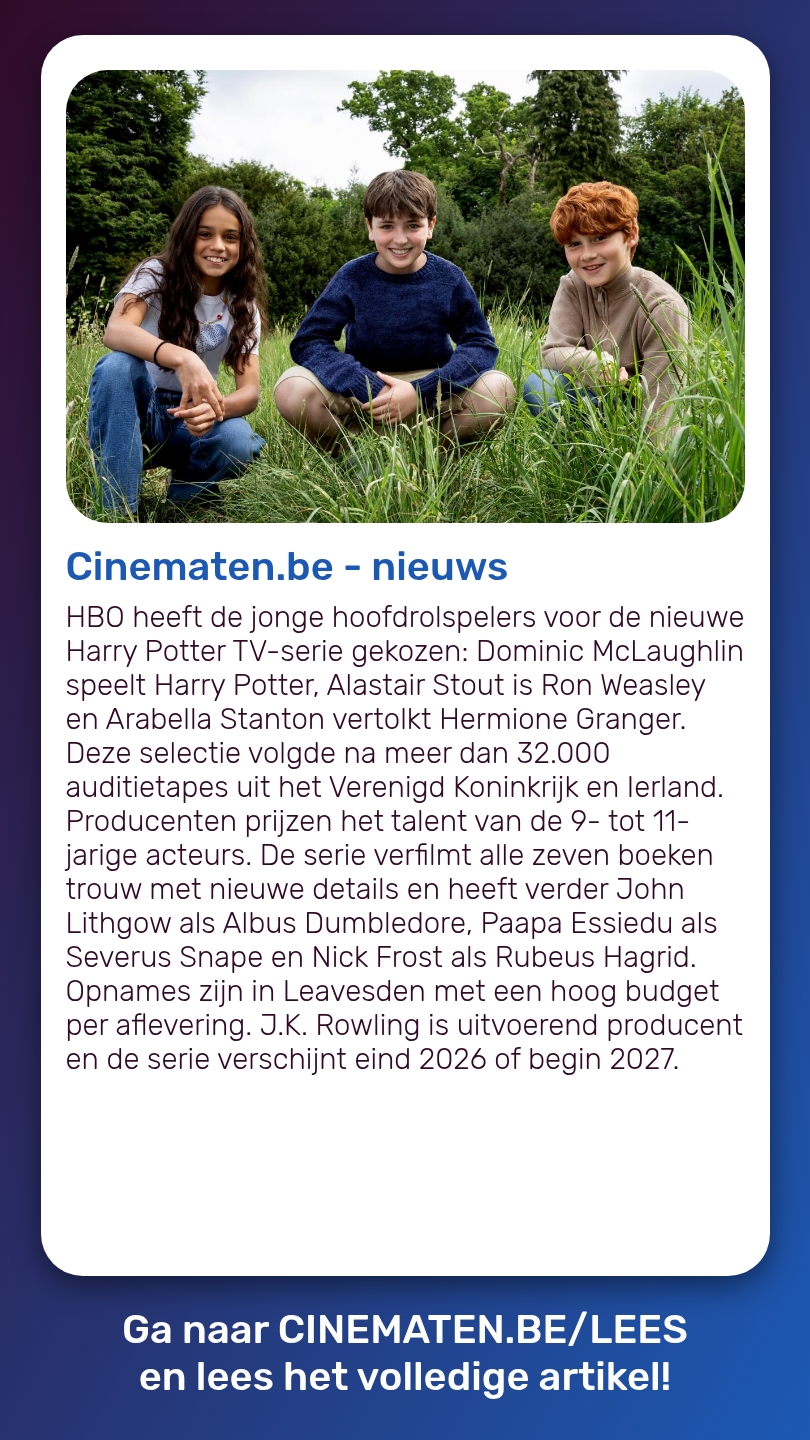 Cinematen.be - nieuws
HBO heeft de jonge hoofdrolspelers voor de nieuwe
Harry Potter TV-serie gekozen: Dominic McLaughlin
speelt Harry Potter, Alastair Stout is Ron Weasley
en Arabella Stanton vertolkt Hermione Granger.
Deze selectie volgde na meer dan 32.000
auditietapes uit het Verenigd Koninkrijk en Ierland.
Producenten prijzen het talent van de 9- tot 11-
jarige acteurs. De serie verfilmt alle zeven boeken
trouw met nieuwe details en heeft verder John
Lithgow als Albus Dumbledore, Paapa Essiedu als
Severus Snape en Nick Frost als Rubeus Hagrid.
Opnames zijn in Leavesden met een hoog budget
per aflevering. J.K. Rowling is uitvoerend producent
en de serie verschijnt eind 2026 of begin 2027.
Ga naar CINEMATEN.BE/LEES
en lees het volledige artikel!